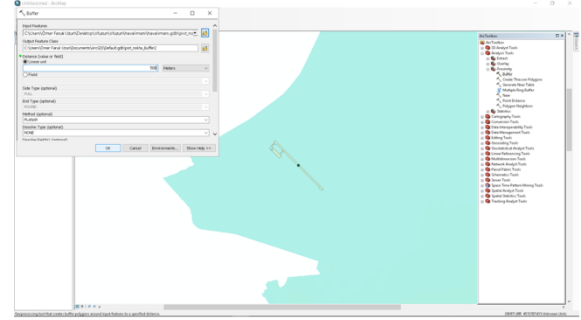 Untitled - ArcMap
Buffer
Input Features
Output Feature Class
Distance [value or field]
Linear unit
Meters
Field
Side Type (optional)
FULL
End Type (optional)
ROUND
Method (optional)
PLANAR
Dissolve Type (optional)
NONE
OK
Cancel
Environments...
Show Help >>
ArcToolbox
ArcToolbox
3D Analyst Tools
Analysis Tools
Extract
Overlay
Proximity
Buffer
Create Thiessen Polygons
Generate Near Table
Multiple Ring Buffer
Near
Point Distance
Polygon Neighbors
Statistics
Cartography Tools
Conversion Tools
Data Interoperability Tools
Data Management Tools
Editing Tools
Geocoding Tools
Geostatistical Analyst Tools
Linear Referencing Tools
Multidimension Tools
Network Analyst Tools
Parcel Fabric Tools
Schematics Tools
Server Tools
Space Time Pattern Mining Tools
Spatial Analyst Tools
Spatial Statistics Tools
Tracking Analyst Tools